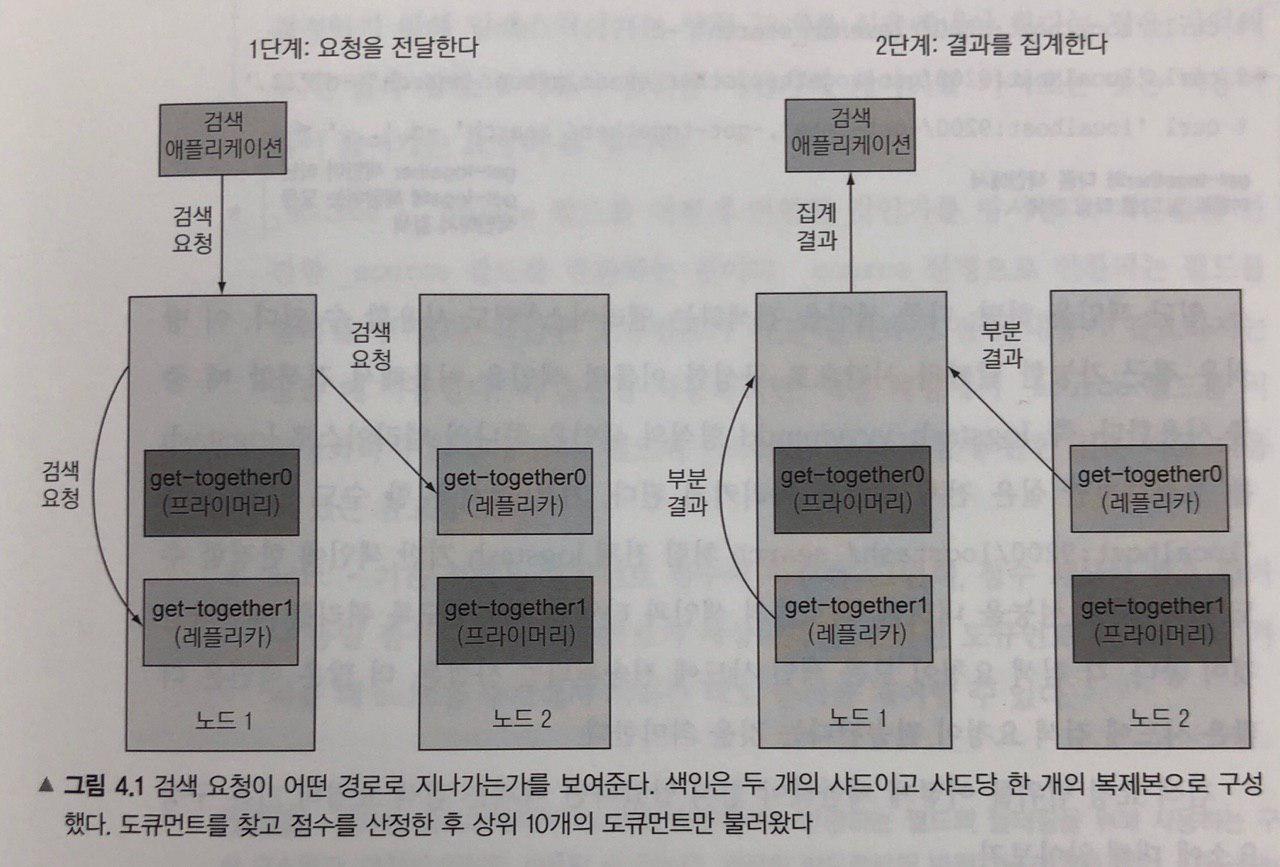 1단계: 요청을 전달한다
검색
애플리케이션
검색
요청
검색
요청
검색
요청
get-together0
(프라이머리)
get-together1
(레플리카)
노드 1
get-together0
(레플리카)
get-together1
(프라이머리)
노드 2
2단계: 결과를 집계한다
검색
애플리케이션
집계
결과
부분
결과
부분
결과
get-together0
(프라이머리)
get-together1
(레플리카)
노드 1
get-together0
(레플리카)
get-together1
(프라이머리)
노드 2
▲ 그림 4.1 검색 요청이 어떤 경로로 지나가는가를 보여준다. 색인은 두 개의 샤드이고 샤드당 한 개의 복제본으로 구성
했다. 도큐먼트를 찾고 점수를 산정한 후 상위 10개의 도큐먼트만 불러왔다